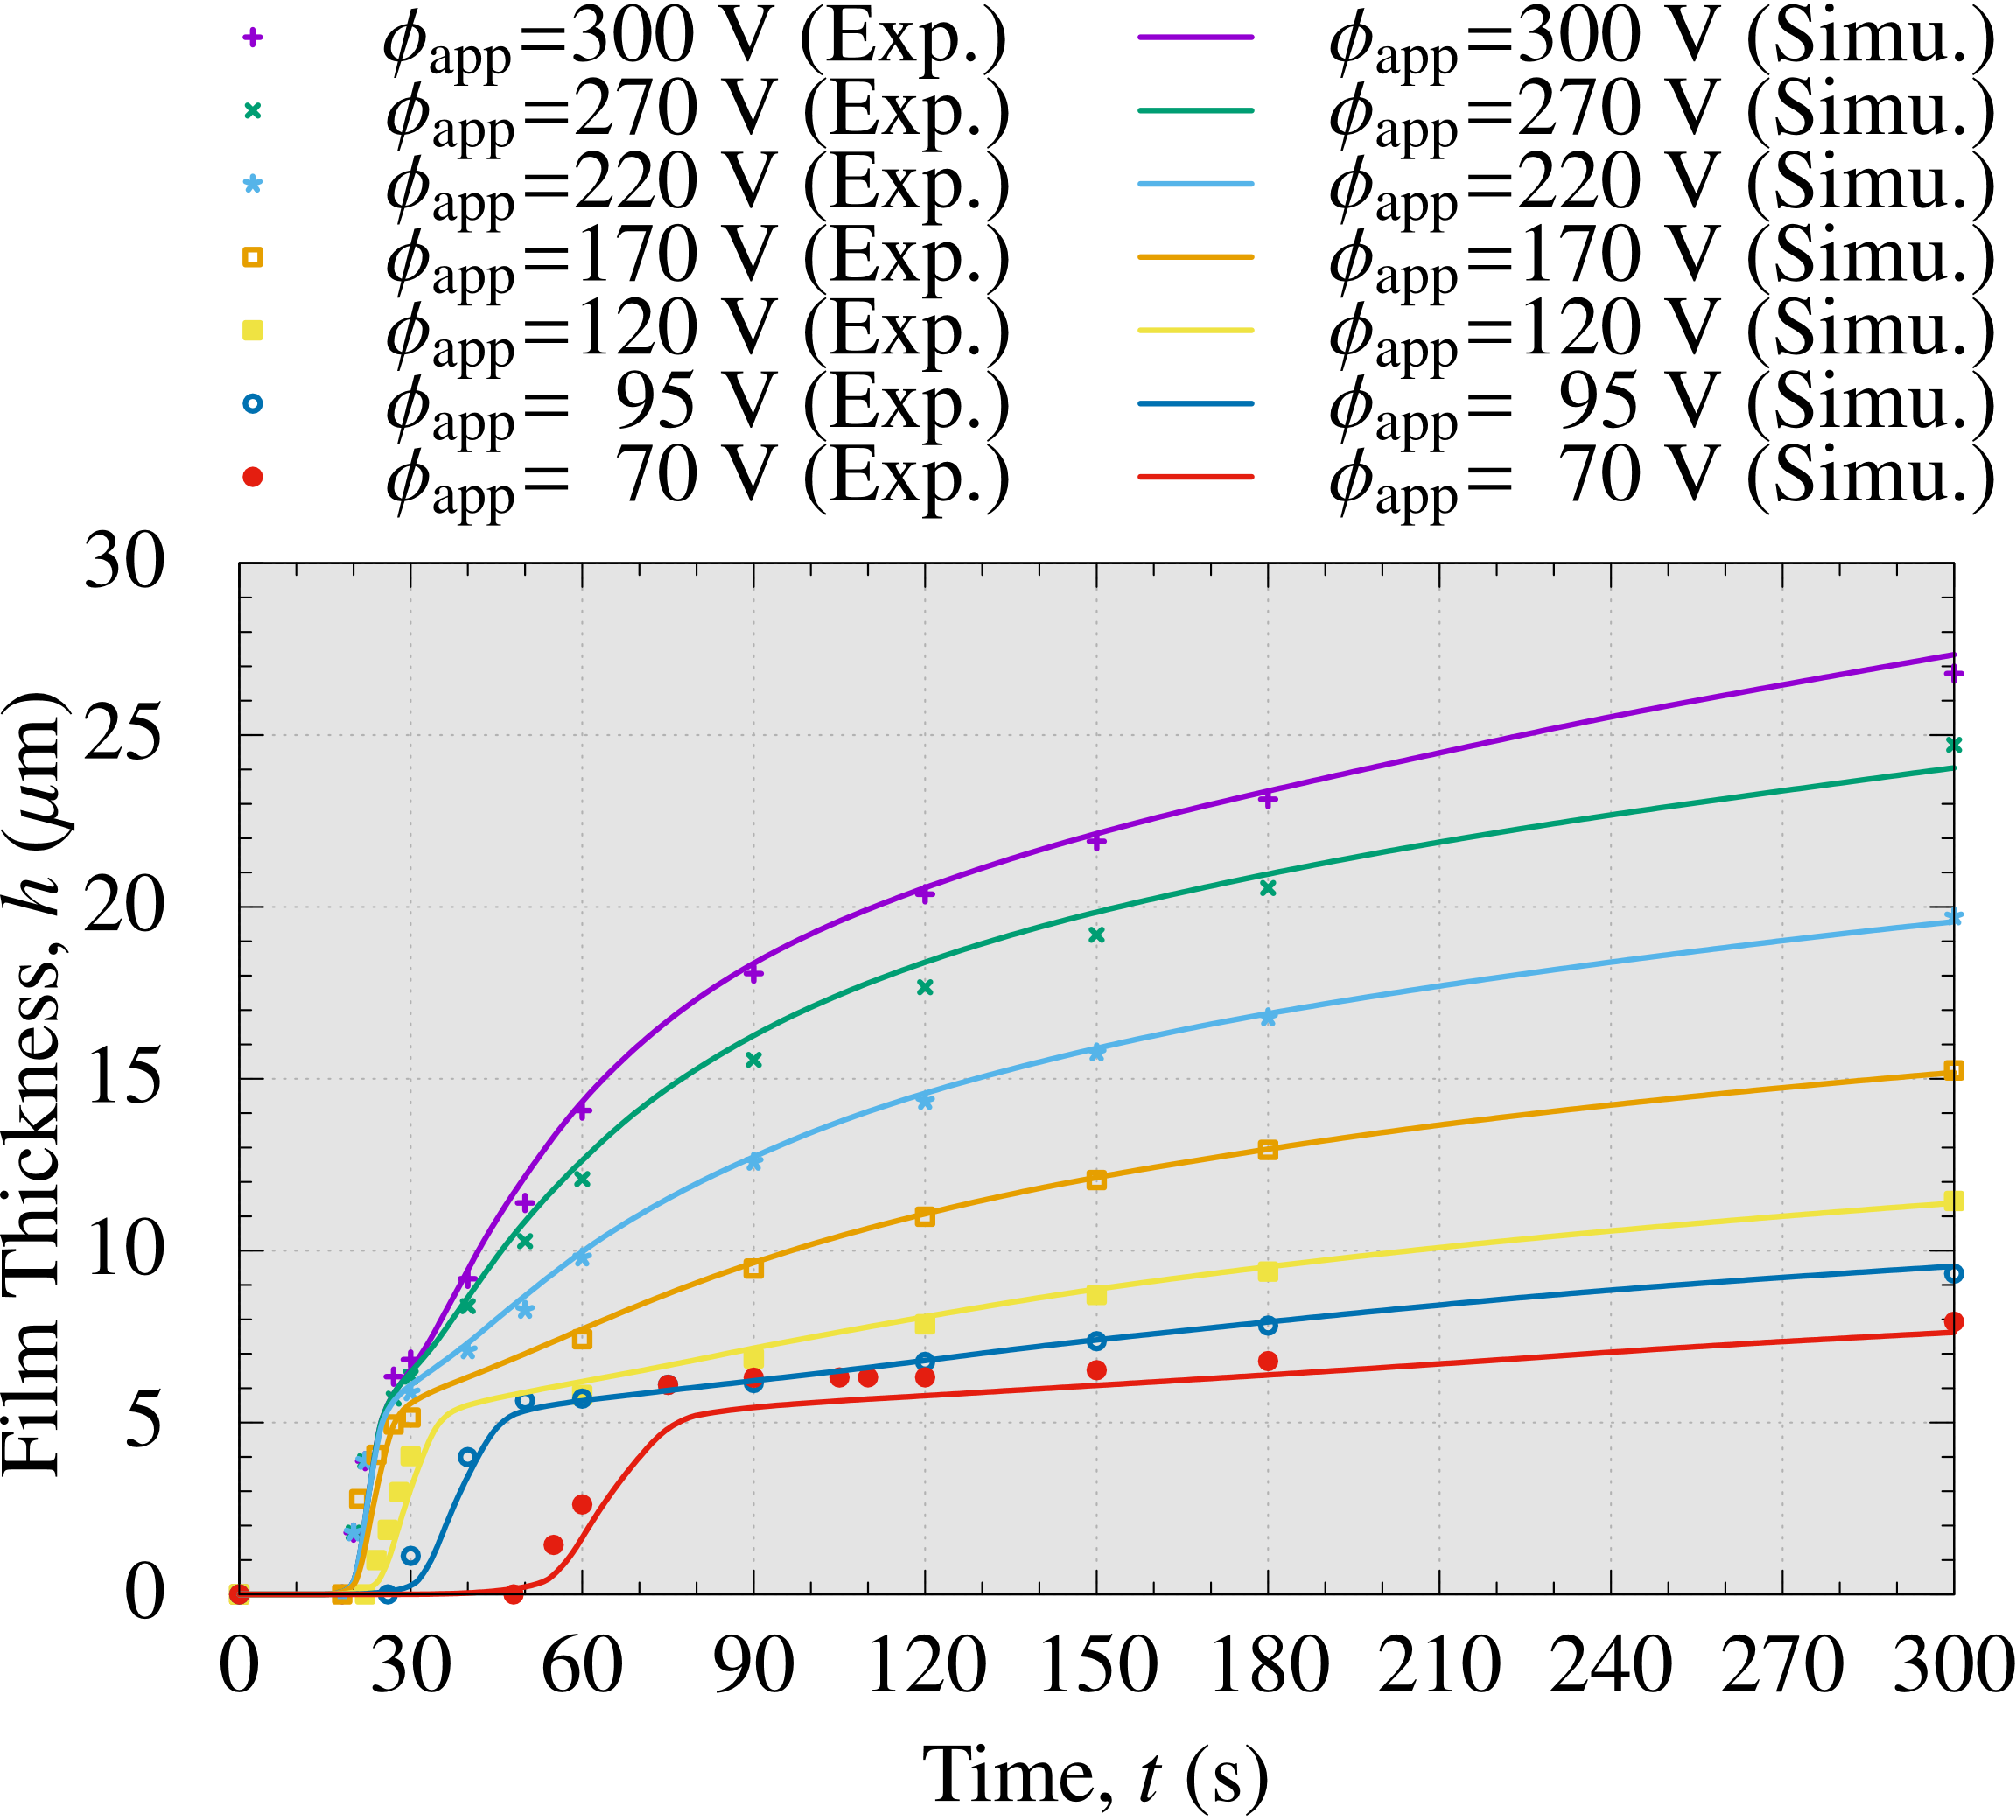 ϕapp=300 V (Exp.) ϕapp=300 V (Simu.)
ϕapp=270 V (Exp.) ϕapp=270 V (Simu.)
ϕapp=220 V (Exp.) ϕapp=220 V (Simu.)
ϕapp=170 V (Exp.) ϕapp=170 V (Simu.)
ϕapp=120 V (Exp.) ϕapp=120 V (Simu.)
ϕapp= 95 V (Exp.) ϕapp= 95 V (Simu.)
ϕapp= 70 V (Exp.) ϕapp= 70 V (Simu.)
30
25
20
15
10
5
0
Film Thickness, h (μm)
0 30 60 90 120 150 180 210 240 270 300
Time, t (s)